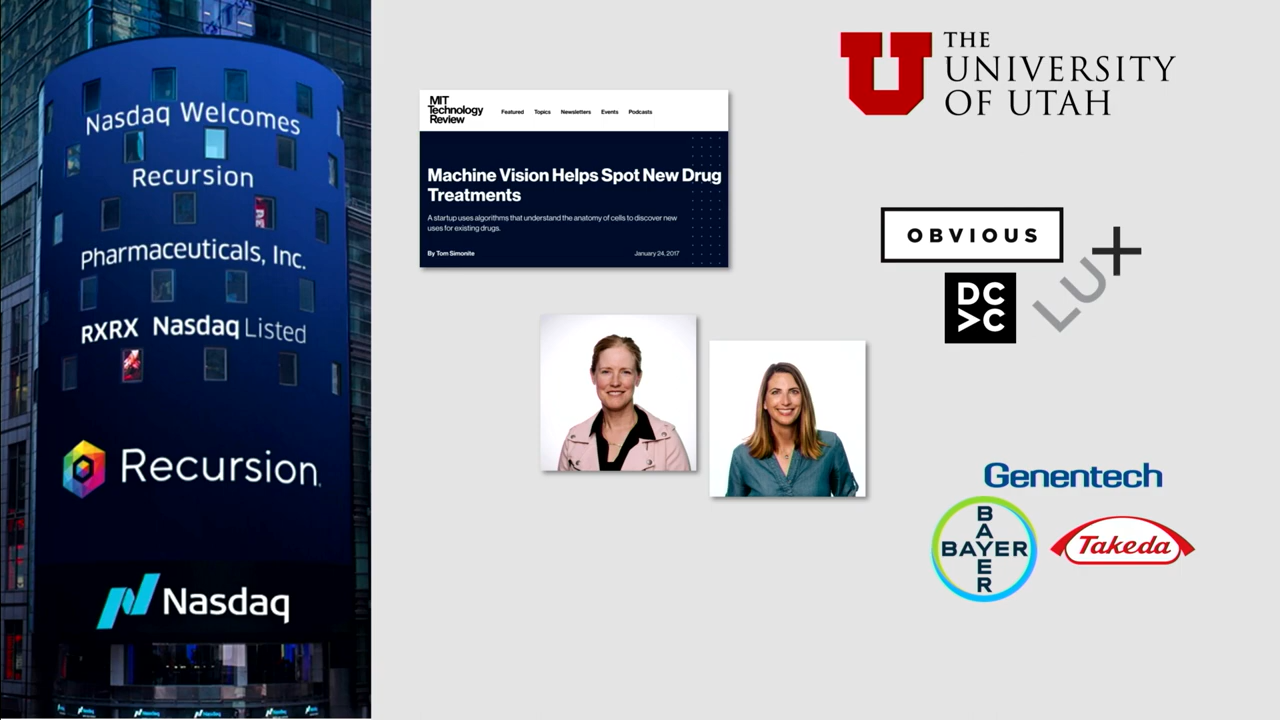 Nasdaq Welcomes
Recursion
Pharmaceuticals, Inc.
RXRX Nasdaq Listed
Recursion
Nasdaq
MIT
Technology
Review
Featured Topics Newsletters Events Podcasts
Machine Vision Helps Spot New Drug
Treatments
A startup uses algorithms that understand the anatomy of cells to discover new
uses for existing drugs.
By Tom Simonite January 24, 2017
U
THE
UNIVERSITY
OF UTAH
OBVIOUS
DC
VC
LUX
Genentech
BAYER
BAYER
Takeda